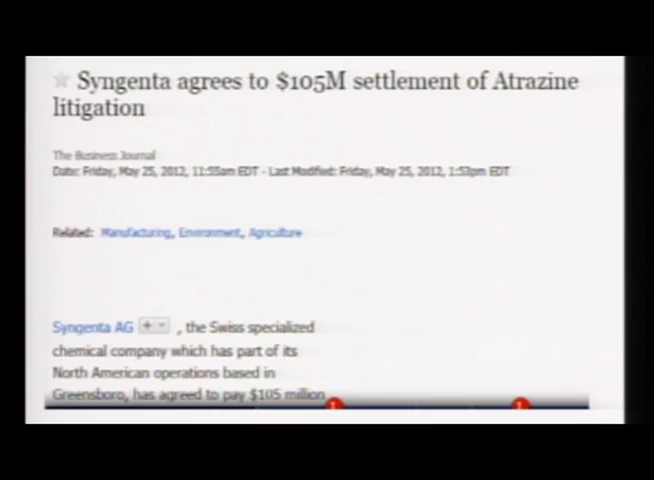 Syngenta agrees to $105M settlement of Atrazine
litigation
The Business Journal
Date: Friday, May 25, 2012, 11:55am EDT - Last Modified: Friday, May 25, 2012, 1:53pm EDT
Related: Manufacturing, Environment, Agriculture
Syngenta AG + , the Swiss specialized
chemical company which has part of its
North American operations based in
Greensboro, has agreed to pay $105 million
1 1